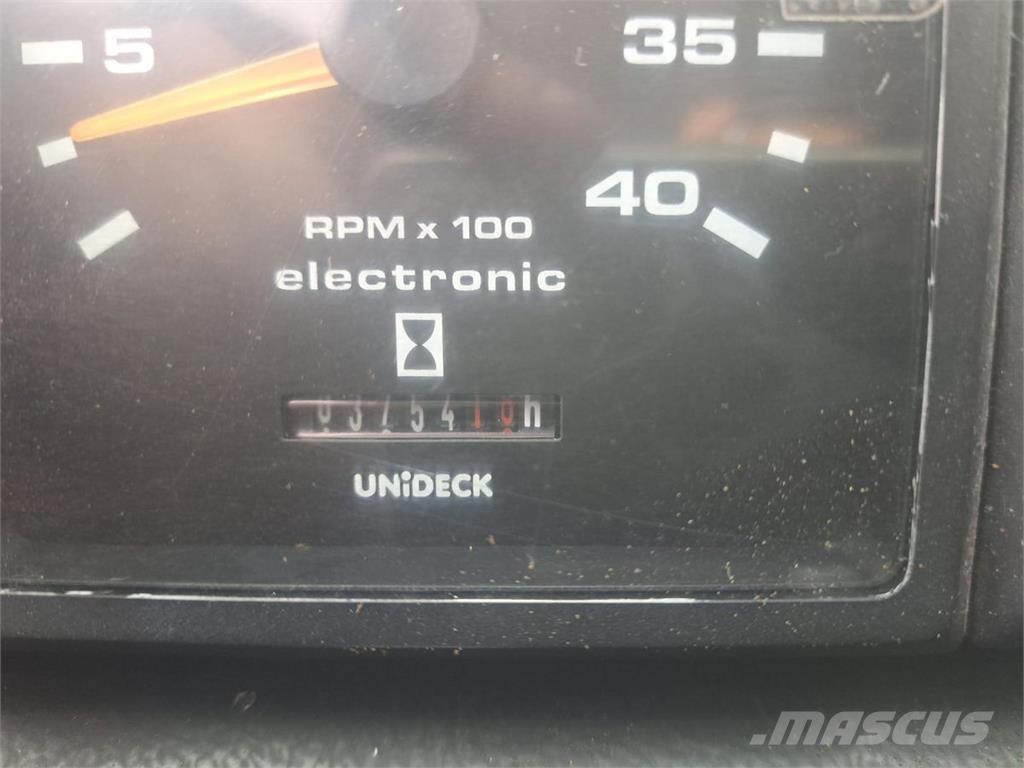 5 35
40
RPM x 100
electronic
h
UNiDECK
MASCUS